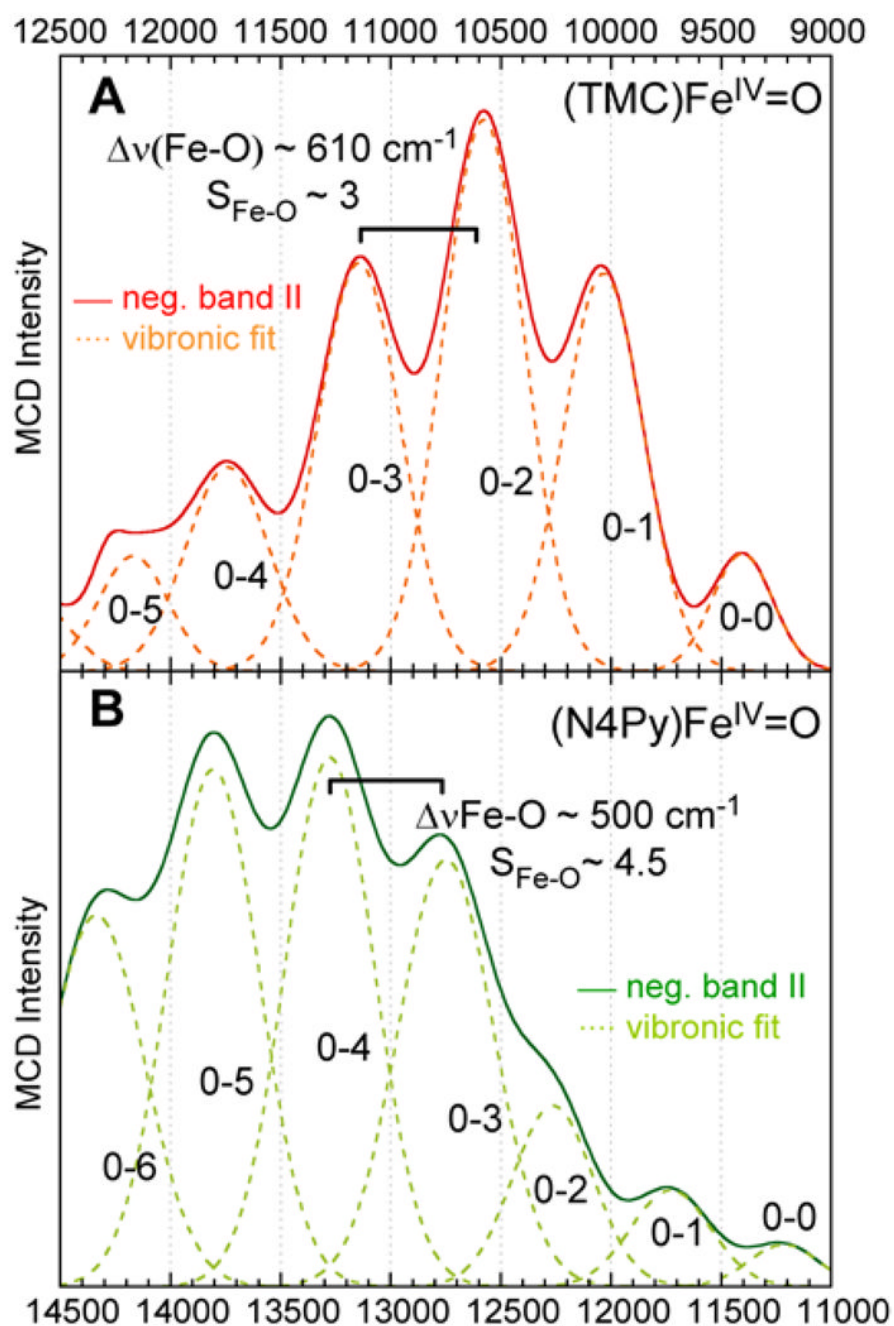 12500 12000 11500 11000 10500 10000 9500 9000
A (TMC)Fe^IV=O
Δν(Fe-O) ~ 610 cm^-1
S_Fe-O ~ 3
neg. band II
vibronic fit
MCD Intensity
0-5 0-4 0-3 0-2 0-1 0-0
B (N4Py)Fe^IV=O
ΔνFe-O ~ 500 cm^-1
S_Fe-O ~ 4.5
neg. band II
vibronic fit
MCD Intensity
0-6 0-5 0-4 0-3 0-2 0-1 0-0
14500 14000 13500 13000 12500 12000 11500 11000